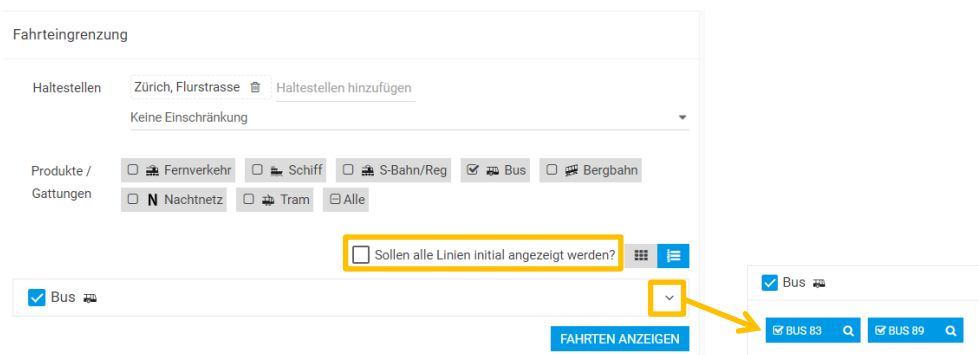 Fahrteingrenzung
Haltestellen
Zürich, Flurstrasse
Haltestellen hinzufügen
Keine Einschränkung
Produkte / Gattungen
Fernverkehr
Schiff
S-Bahn/Reg
Bus
Bergbahn
N Nachtnetz
Tram
Alle
Sollen alle Linien initial angezeigt werden?
Bus
FAHRTEN ANZEIGEN
Bus
BUS 83
BUS 89